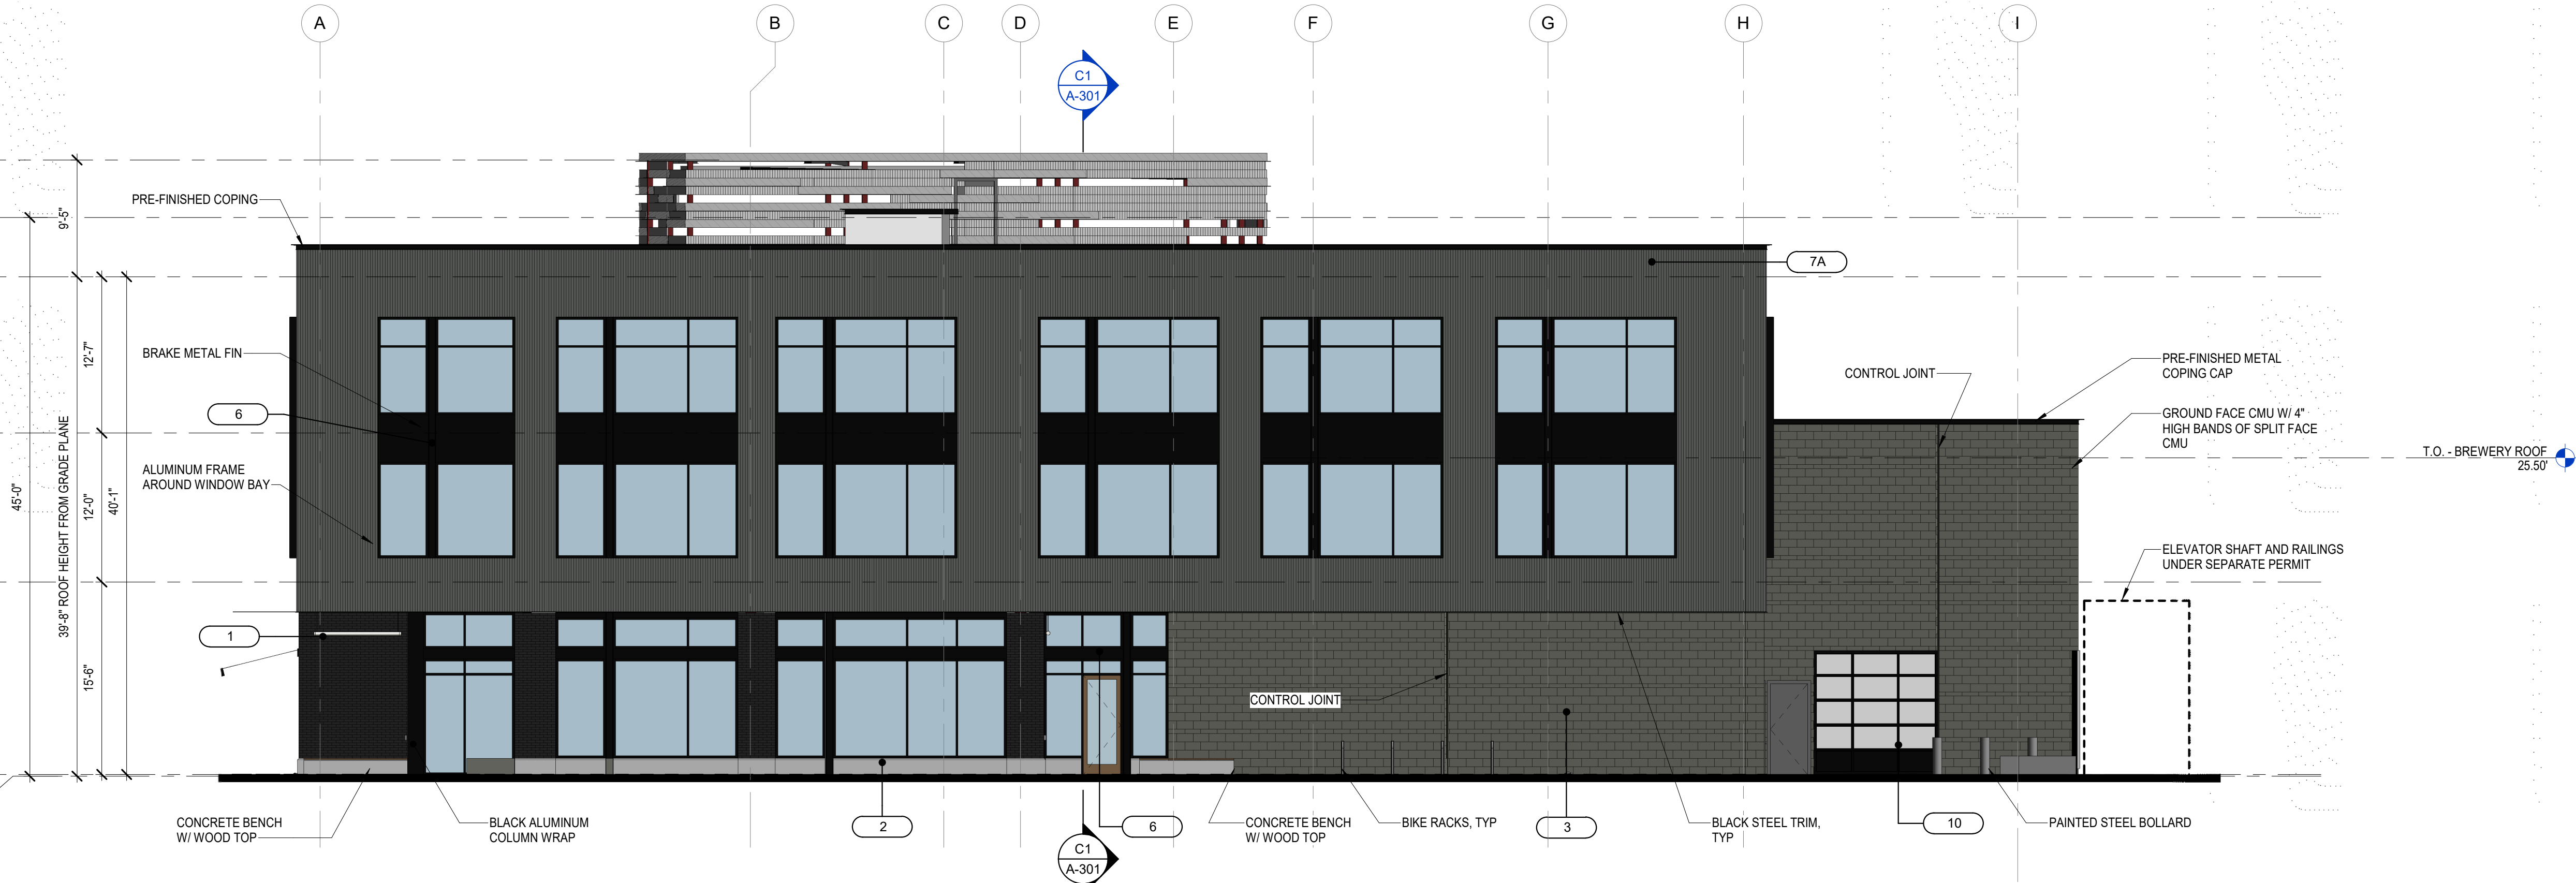 A
B
C
D
E
F
G
H
I
C1
A-301
PRE-FINISHED COPING
9'-5"
7A
BRAKE METAL FIN
12'-7"
6
CONTROL JOINT
PRE-FINISHED METAL
COPING CAP
GROUND FACE CMU W/ 4"
HIGH BANDS OF SPLIT FACE
CMU
T.O. - BREWERY ROOF
25.50'
ALUMINUM FRAME
AROUND WINDOW BAY
45'-0"
39'-8" ROOF HEIGHT FROM GRADE PLANE
12'-0"
40'-1"
ELEVATOR SHAFT AND RAILINGS
UNDER SEPARATE PERMIT
1
15'-6"
CONTROL JOINT
CONCRETE BENCH
W/ WOOD TOP
BLACK ALUMINUM
COLUMN WRAP
2
6
CONCRETE BENCH
W/ WOOD TOP
BIKE RACKS, TYP
3
BLACK STEEL TRIM,
TYP
10
PAINTED STEEL BOLLARD
C1
A-301